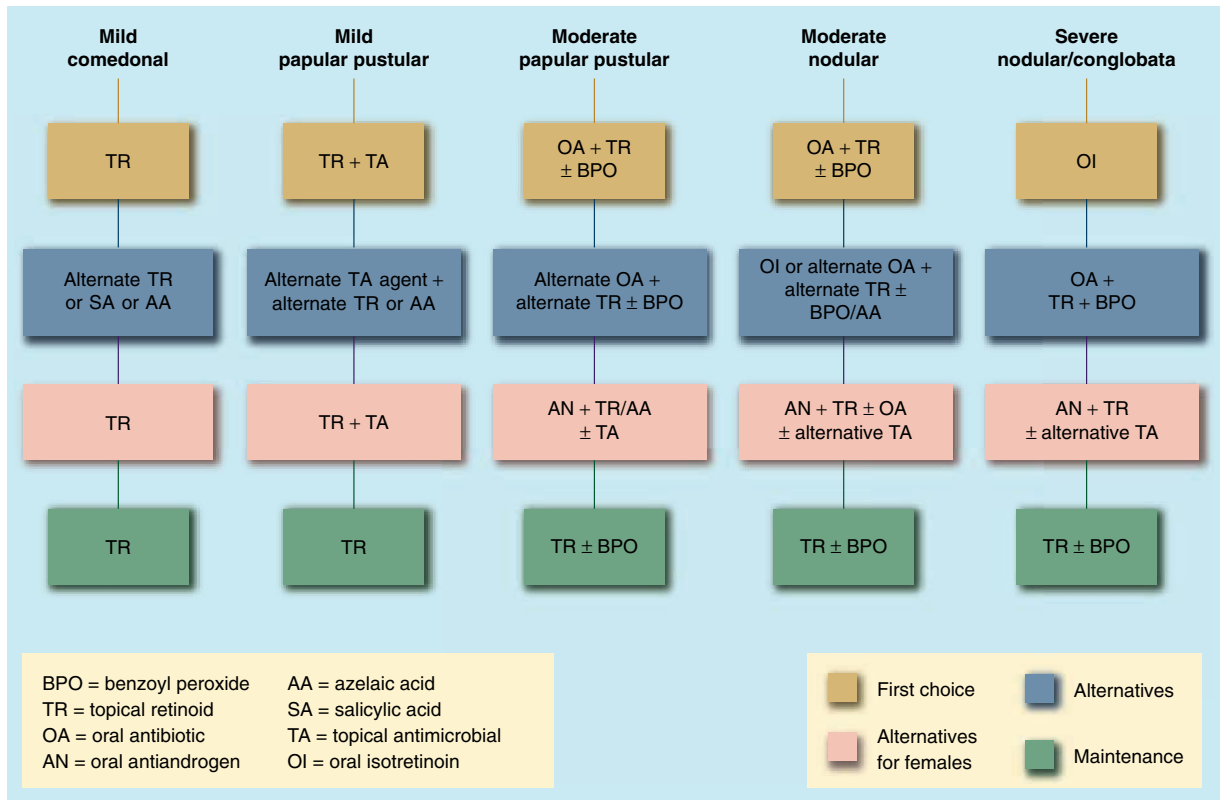 Mild
comedonal
Mild
papular pustular
Moderate
papular pustular
Moderate
nodular
Severe
nodular/conglobata
TR
TR + TA
OA + TR
± BPO
OA + TR
± BPO
OI
Alternate TR
or SA or AA
Alternate TA agent +
alternate TR or AA
Alternate OA +
alternate TR ± BPO
OI or alternate OA +
alternate TR ±
BPO/AA
OA +
TR + BPO
TR
TR + TA
AN + TR/AA
± TA
AN + TR ± OA
± alternative TA
AN + TR
± alternative TA
TR
TR
TR ± BPO
TR ± BPO
TR ± BPO
BPO = benzoyl peroxide
TR = topical retinoid
OA = oral antibiotic
AN = oral antiandrogen
AA = azelaic acid
SA = salicylic acid
TA = topical antimicrobial
OI = oral isotretinoin
First choice
Alternatives
Alternatives
for females
Maintenance